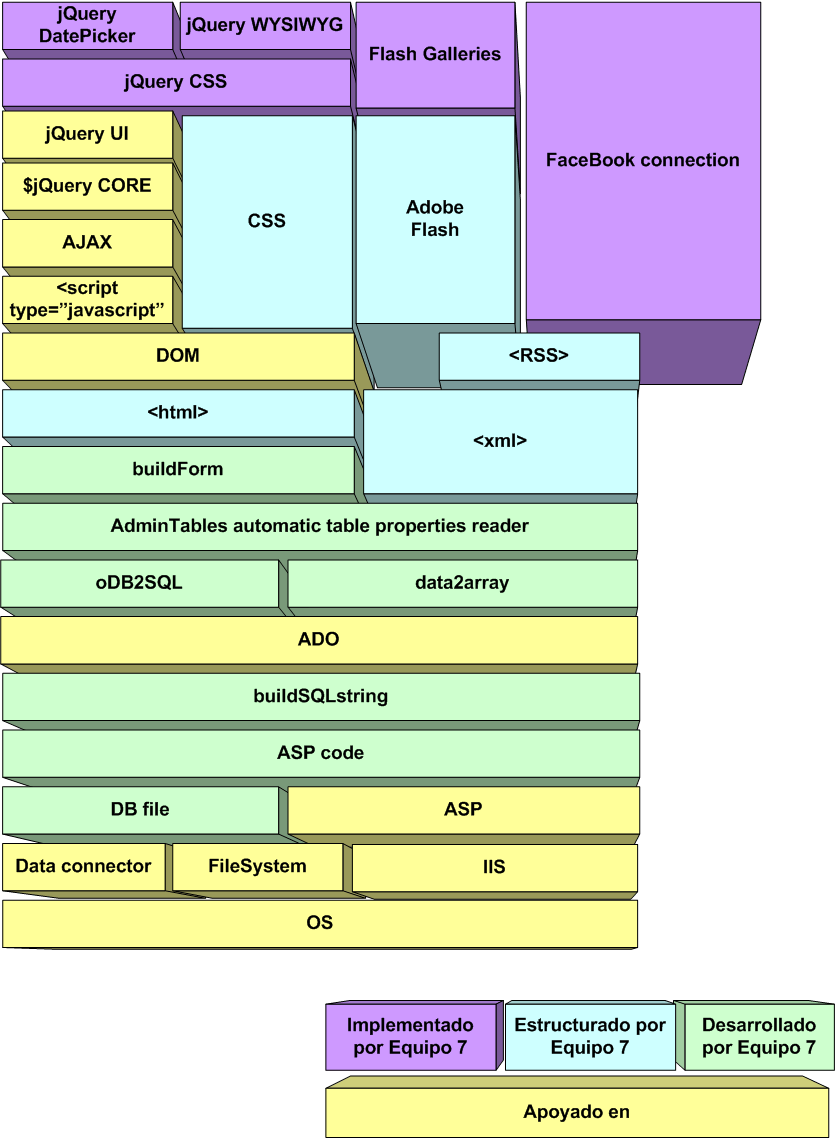 jQuery
DatePicker
jQuery WYSIWYG
Flash Galleries
FaceBook connection
jQuery CSS
jQuery UI
$jQuery CORE
AJAX
<script
type=”javascript”
CSS
Adobe
Flash
DOM
<RSS>
<html>
<xml>
buildForm
AdminTables automatic table properties reader
oDB2SQL
data2array
ADO
buildSQLstring
ASP code
DB file
ASP
Data connector
FileSystem
IIS
OS
Implementado
por Equipo 7
Estructurado por
Equipo 7
Desarrollado
por Equipo 7
Apoyado en